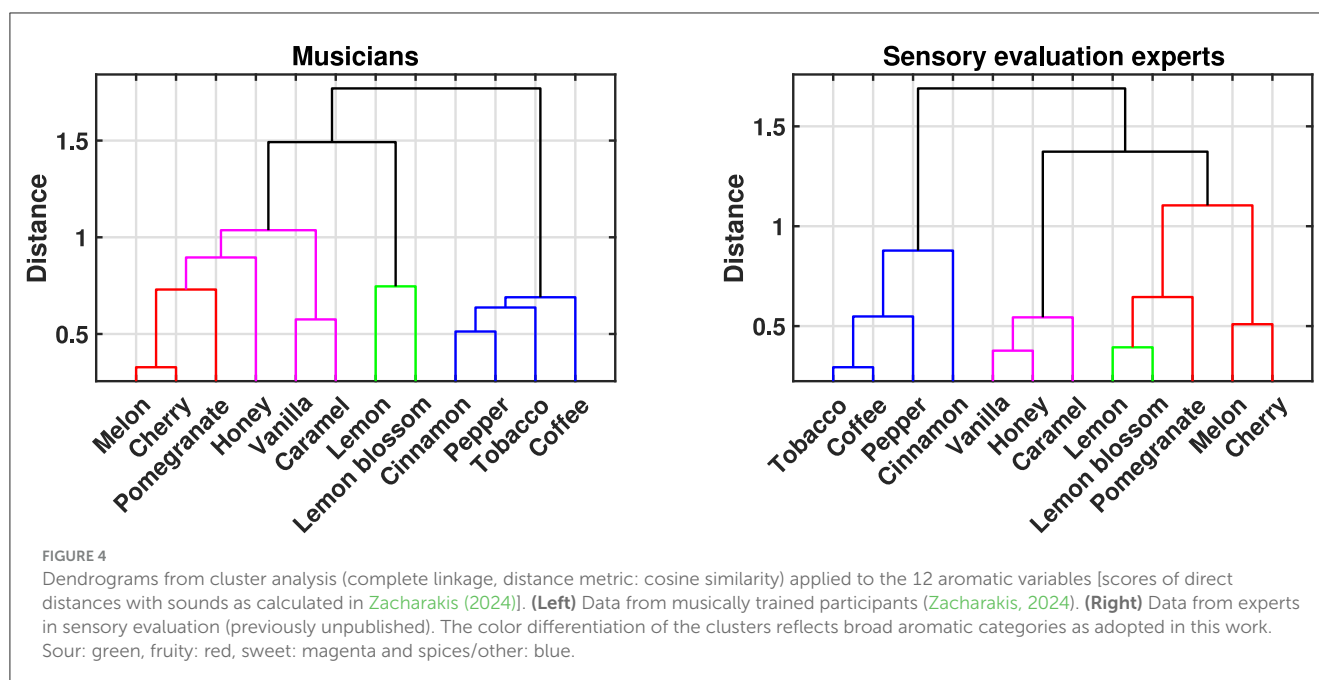 Musicians
Distance
1.5
1
0.5
Melon
Cherry
Pomegranate
Honey
Vanilla
Caramel
Lemon
Lemon blossom
Cinnamon
Pepper
Tobacco
Coffee
Sensory evaluation experts
Distance
1.5
1
0.5
Tobacco
Coffee
Pepper
Cinnamon
Vanilla
Honey
Caramel
Lemon
Lemon blossom
Pomegranate
Melon
Cherry
FIGURE 4
Dendrograms from cluster analysis (complete linkage, distance metric: cosine similarity) applied to the 12 aromatic variables [scores of direct
distances with sounds as calculated in Zacharakis (2024)]. (Left) Data from musically trained participants (Zacharakis, 2024). (Right) Data from experts
in sensory evaluation (previously unpublished). The color differentiation of the clusters reflects broad aromatic categories as adopted in this work.
Sour: green, fruity: red, sweet: magenta and spices/other: blue.